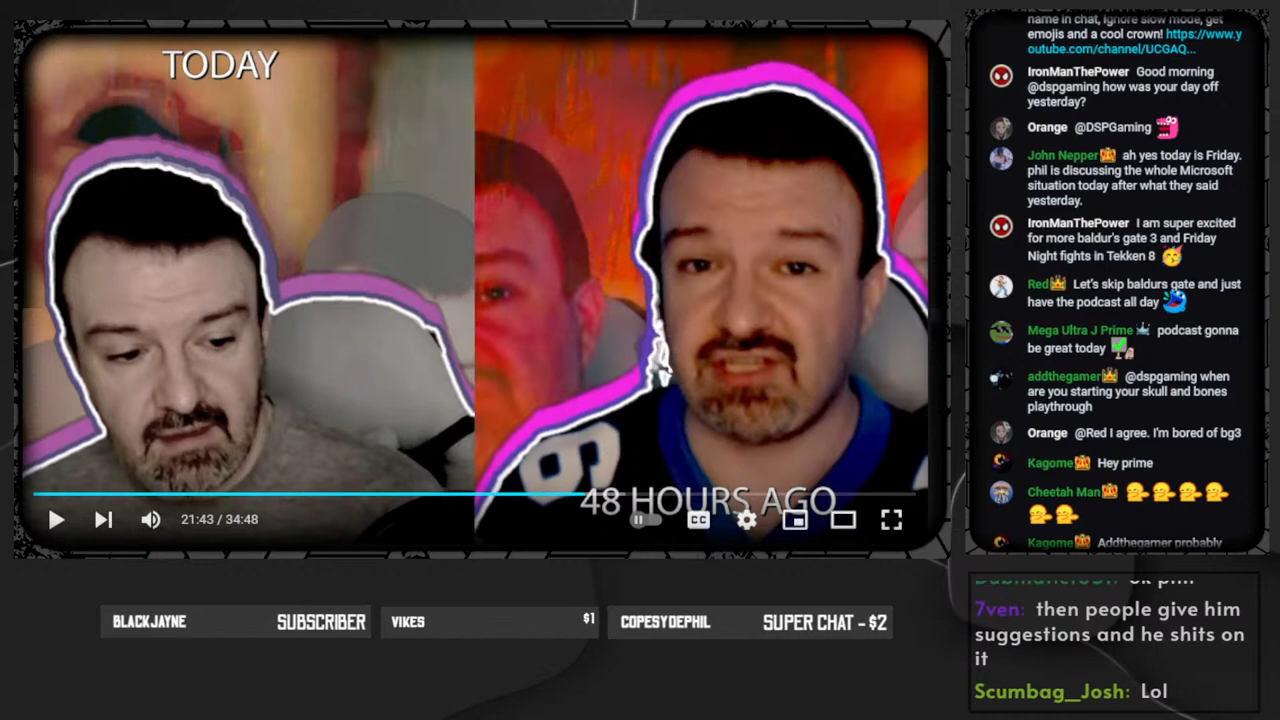 TODAY
48 HOURS AGO
21:43 / 34:48
CC
BLACKJAYNE
SUBSCRIBER
VIKES
$1
COPESYDEPHIL
SUPER CHAT - $2
name in chat, ignore slow mode, get
emojis and a cool crown! https://www.y
outube.com/channel/UCGAQ...
IronManThePower Good morning
@dspgaming how was your day off
yesterday?
Orange @DSPGaming
John Nepper ah yes today is Friday.
phil is discussing the whole Microsoft
situation today after what they said
yesterday.
IronManThePower I am super excited
for more baldur's gate 3 and Friday
Night fights in Tekken 8
Red Let's skip baldurs gate and just
have the podcast all day
Mega Ultra J Prime podcast gonna
be great today
addthegamer @dspgaming when
are you starting your skull and bones
playthrough
Orange @Red I agree. I'm bored of bg3
Kagome Hey prime
Cheetah Man
Kagome Addthegamer probably
ok phil
7ven: then people give him
suggestions and he shits on
it
Scumbag__Josh: Lol